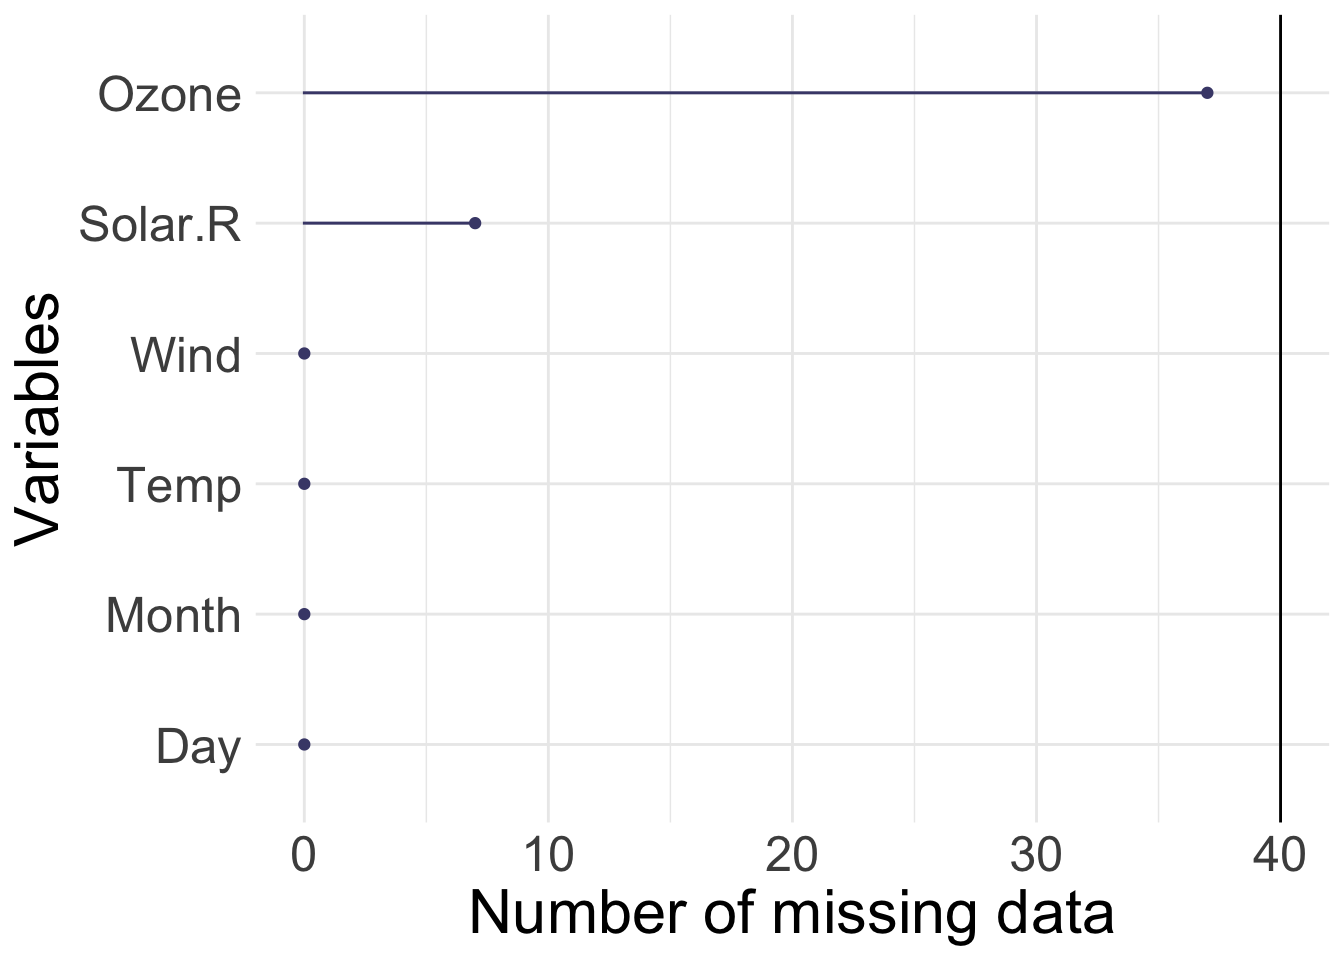 Variables
Ozone
Solar.R
Wind
Temp
Month
Day
0 10 20 30 40
Number of missing data